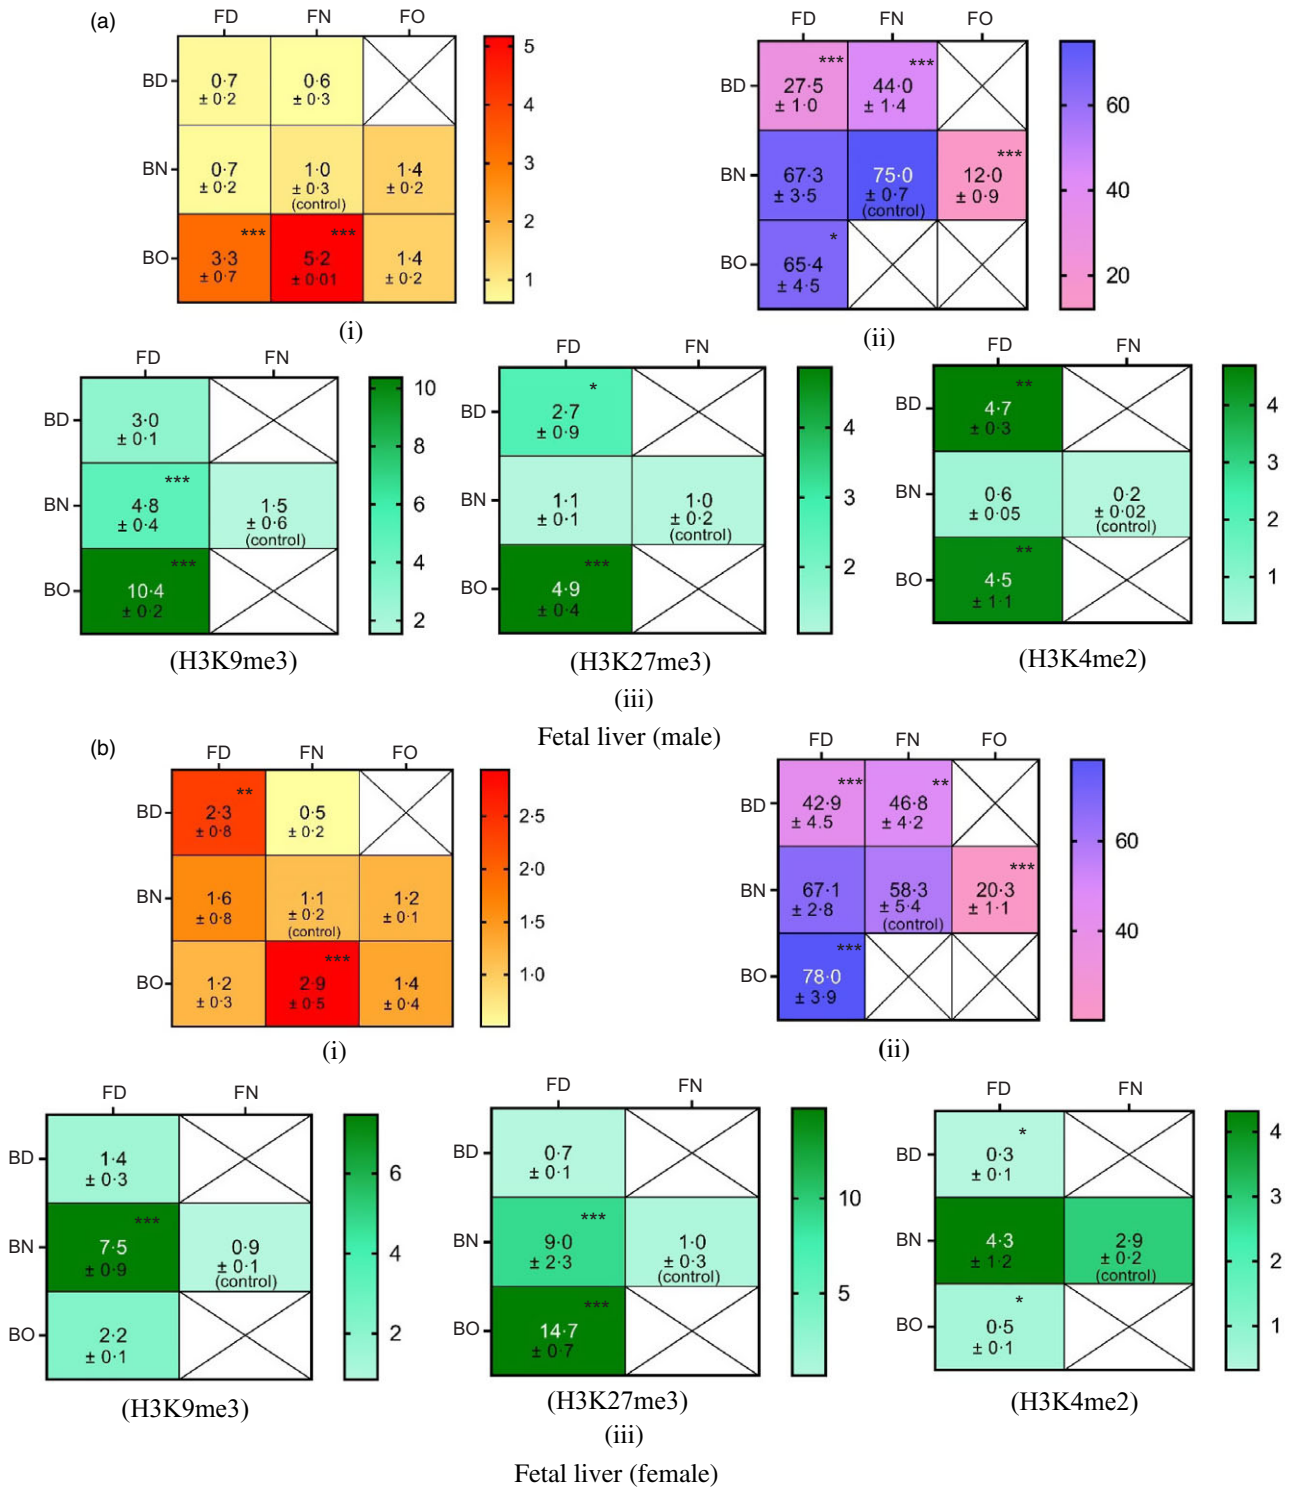 (a)
FD FN FO
BD 0·7 ± 0·2 0·6 ± 0·3
BN 0·7 ± 0·2 1·0 ± 0·3 (control) 1·4 ± 0·2
BO *** 3·3 ± 0·7 *** 5·2 ± 0·01 1·4 ± 0·2
5
4
3
2
1
(i)
FD FN FO
BD *** 27·5 ± 1·0 *** 44·0 ± 1·4
BN 67·3 ± 3·5 75·0 ± 0·7 (control) *** 12·0 ± 0·9
BO * 65·4 ± 4·5
60
40
20
(ii)
FD FN
BD 3·0 ± 0·1
BN *** 4·8 ± 0·4 1·5 ± 0·6 (control)
BO *** 10·4 ± 0·2
10
8
6
4
2
(H3K9me3)
FD FN
BD * 2·7 ± 0·9
BN 1·1 ± 0·1 1·0 ± 0·2 (control)
BO *** 4·9 ± 0·4
4
3
2
(H3K27me3)
FD FN
BD ** 4·7 ± 0·3
BN 0·6 ± 0·05 0·2 ± 0·02 (control)
BO ** 4·5 ± 1·1
4
3
2
1
(H3K4me2)
(iii)
Fetal liver (male)
(b)
FD FN FO
BD ** 2·3 ± 0·8 0·5 ± 0·2
BN 1·6 ± 0·8 1·1 ± 0·2 (control) 1·2 ± 0·1
BO 1·2 ± 0·3 *** 2·9 ± 0·5 1·4 ± 0·4
2·5
2·0
1·5
1·0
(i)
FD FN FO
BD *** 42·9 ± 4.5 ** 46·8 ± 4·2
BN 67·1 ± 2·8 58·3 ± 5·4 (control) *** 20·3 ± 1·1
BO *** 78·0 ± 3·9
60
40
(ii)
FD FN
BD 1·4 ± 0·3
BN *** 7·5 ± 0·9 0·9 ± 0·1 (control)
BO 2·2 ± 0·1
6
4
2
(H3K9me3)
FD FN
BD 0·7 ± 0·1
BN *** 9·0 ± 2·3 1·0 ± 0·3 (control)
BO *** 14·7 ± 0·7
10
5
(H3K27me3)
FD FN
BD * 0·3 ± 0·1
BN 4·3 ± 1·2 2·9 ± 0·2 (control)
BO * 0·5 ± 0·1
4
3
2
1
(H3K4me2)
(iii)
Fetal liver (female)